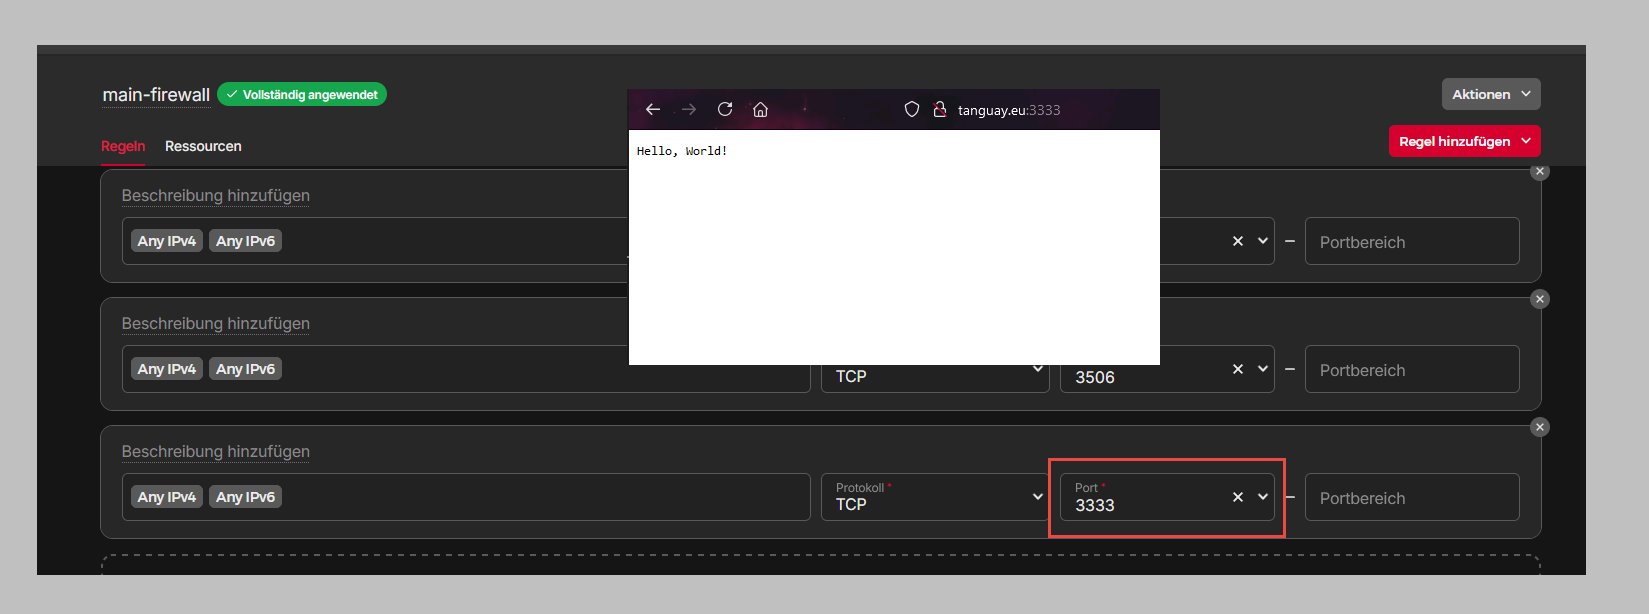 main-firewall
Vollständig angewendet
Aktionen
Regeln
Ressourcen
Regel hinzufügen
tanguay.eu:3333
Hello, World!
Beschreibung hinzufügen
Any IPv4 Any IPv6
Portbereich
Beschreibung hinzufügen
Any IPv4 Any IPv6
TCP
3506
Portbereich
Beschreibung hinzufügen
Any IPv4 Any IPv6
Protokoll *
TCP
Port *
3333
Portbereich